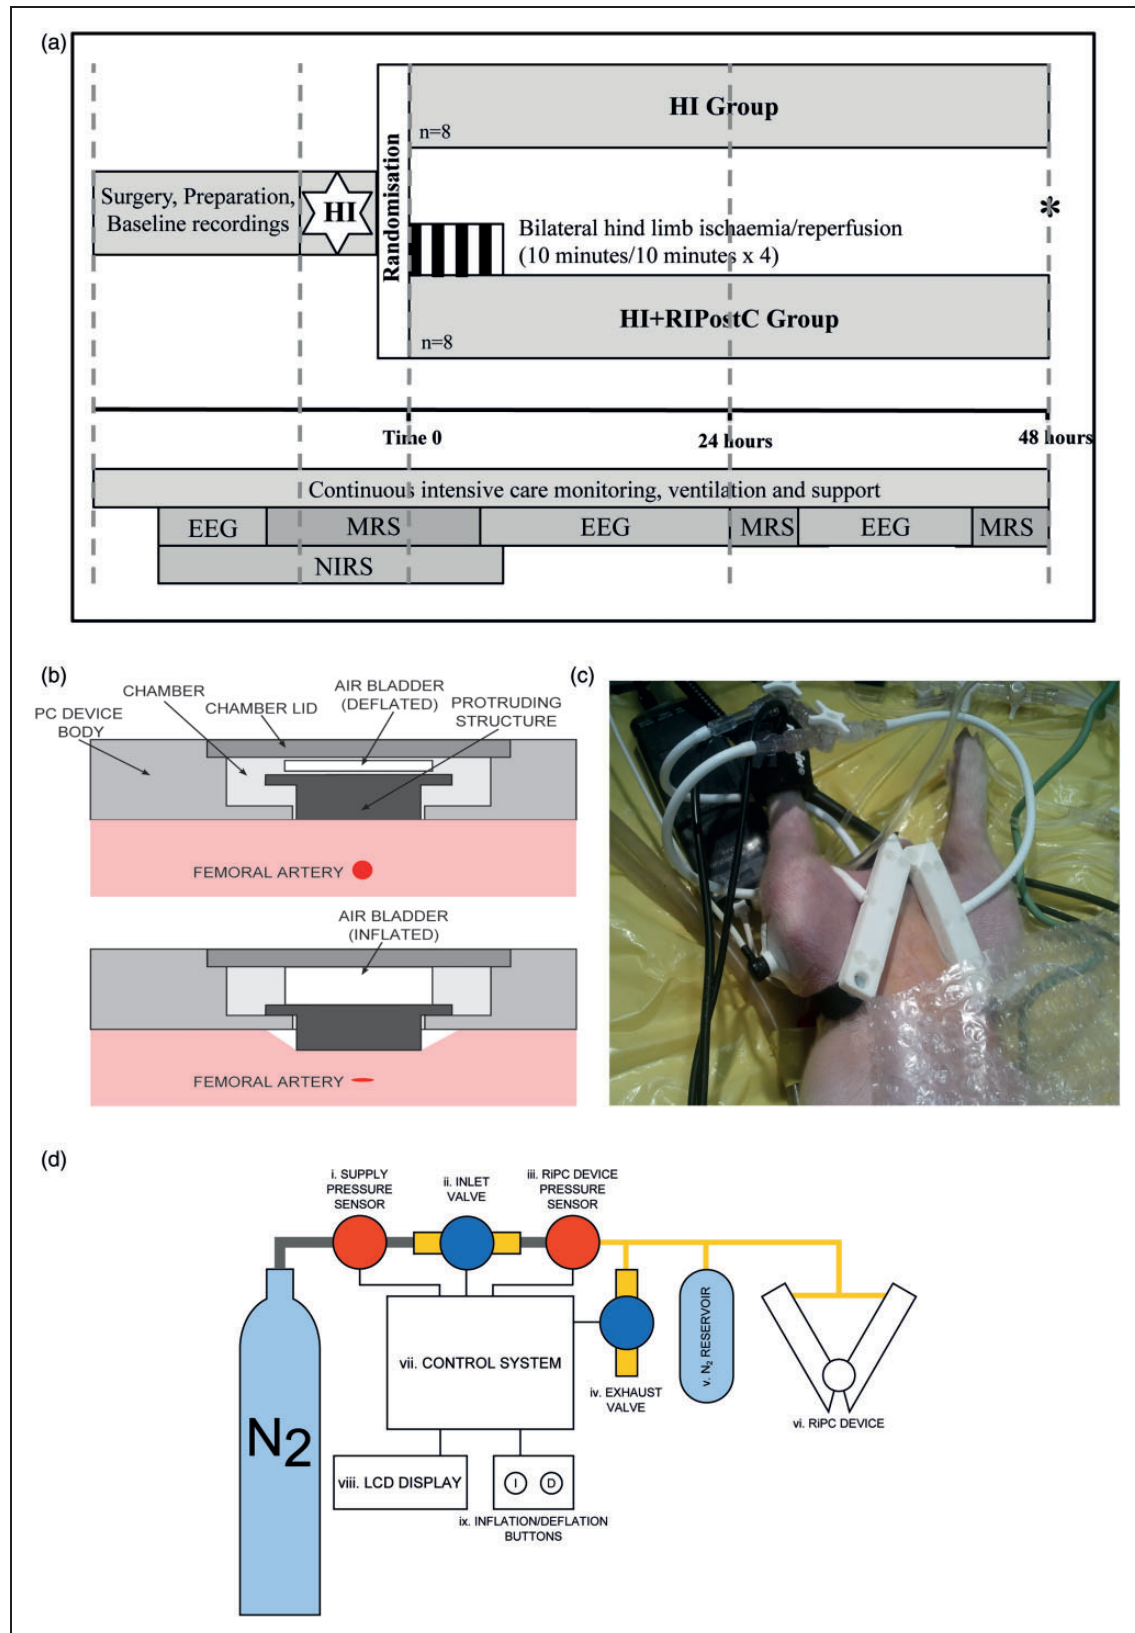 (a)
HI Group
n=8
Randomisation
Surgery, Preparation,
Baseline recordings
HI
*
Bilateral hind limb ischaemia/reperfusion
(10 minutes/10 minutes x 4)
HI+RIPostC Group
n=8
Time 0
24 hours
48 hours
Continuous intensive care monitoring, ventilation and support
EEG
MRS
EEG
MRS
EEG
MRS
NIRS
(b)
PC DEVICE
BODY
CHAMBER
CHAMBER LID
AIR BLADDER
(DEFLATED)
PROTRUDING
STRUCTURE
FEMORAL ARTERY
AIR BLADDER
(INFLATED)
FEMORAL ARTERY
(c)
(d)
i. SUPPLY
PRESSURE
SENSOR
ii. INLET
VALVE
iii. RiPC DEVICE
PRESSURE
SENSOR
N2
vii. CONTROL SYSTEM
iv. EXHAUST
VALVE
v. N2 RESERVOIR
vi. RiPC DEVICE
viii. LCD DISPLAY
I
D
ix. INFLATION/DEFLATION
BUTTONS